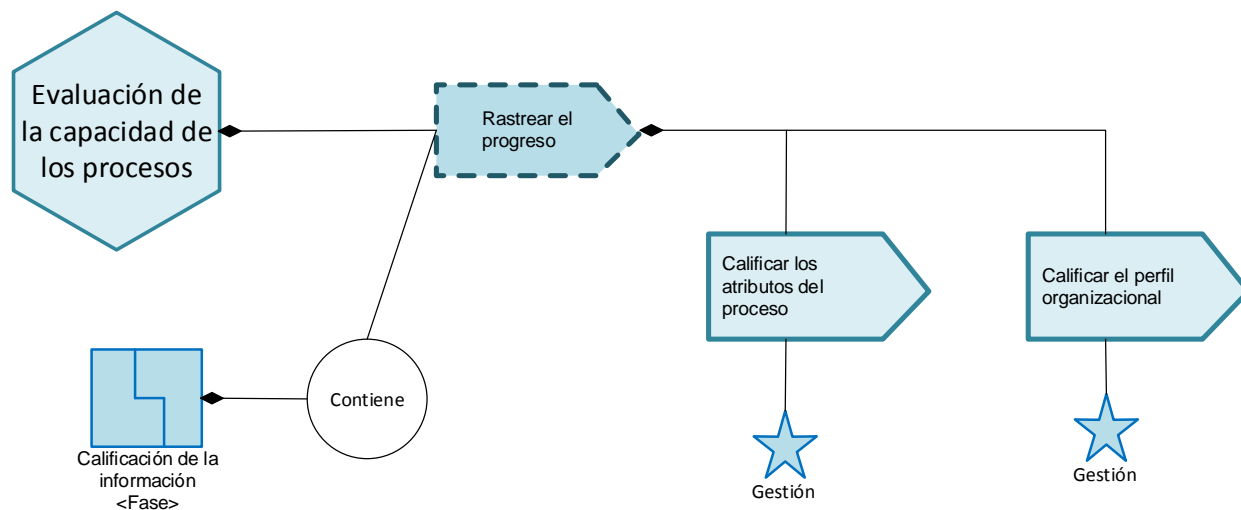 Evaluación de
la capacidad de
los procesos
Rastrear el
progreso
Calificar los
atributos del
proceso
Calificar el perfil
organizacional
Contiene
Calificación de la
información
<Fase>
Gestión
Gestión